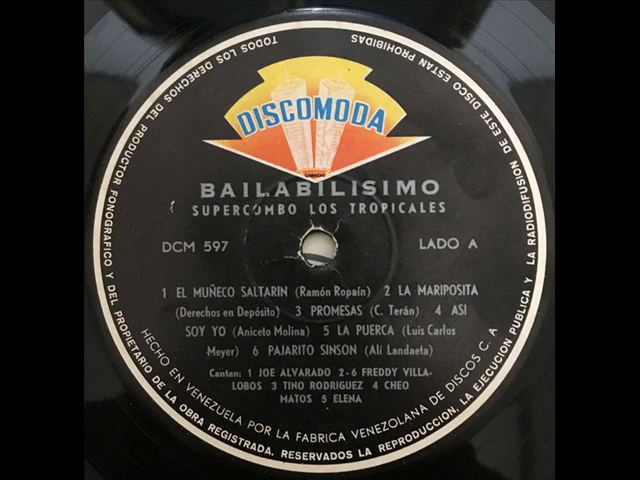 DISCOMODA
CARACAS
BAILABILISIMO
SUPERCOMBO LOS TROPICALES
DCM 597
LADO A
1 EL MUÑECO SALTARIN (Ramón Ropaín) 2 LA MARIPOSITA
(Derechos en Depósito) 3 PROMESAS (C. Terán) 4 ASI
SOY YO (Aniceto Molina) 5 LA PUERCA (Luis Carlos
Meyer) 6 PAJARITO SINSON (Alí Landaeta)
Cantan: 1 JOE ALVARADO 2-6 FREDDY VILLA-
LOBOS 3 TINO RODRIGUEZ 4 CHEO
MATOS 5 ELENA
HECHO EN VENEZUELA POR LA FABRICA VENEZOLANA DE DISCOS C. A
TODOS LOS DERECHOS DEL PRODUCTOR FONOGRAFICO Y DEL PROPIETARIO DE LA OBRA REGISTRADA. RESERVADOS LA REPRODUCCION, LA EJECUCION PUBLICA Y LA RADIODIFUSION DE ESTE DISCO ESTAN PROHIBIDAS